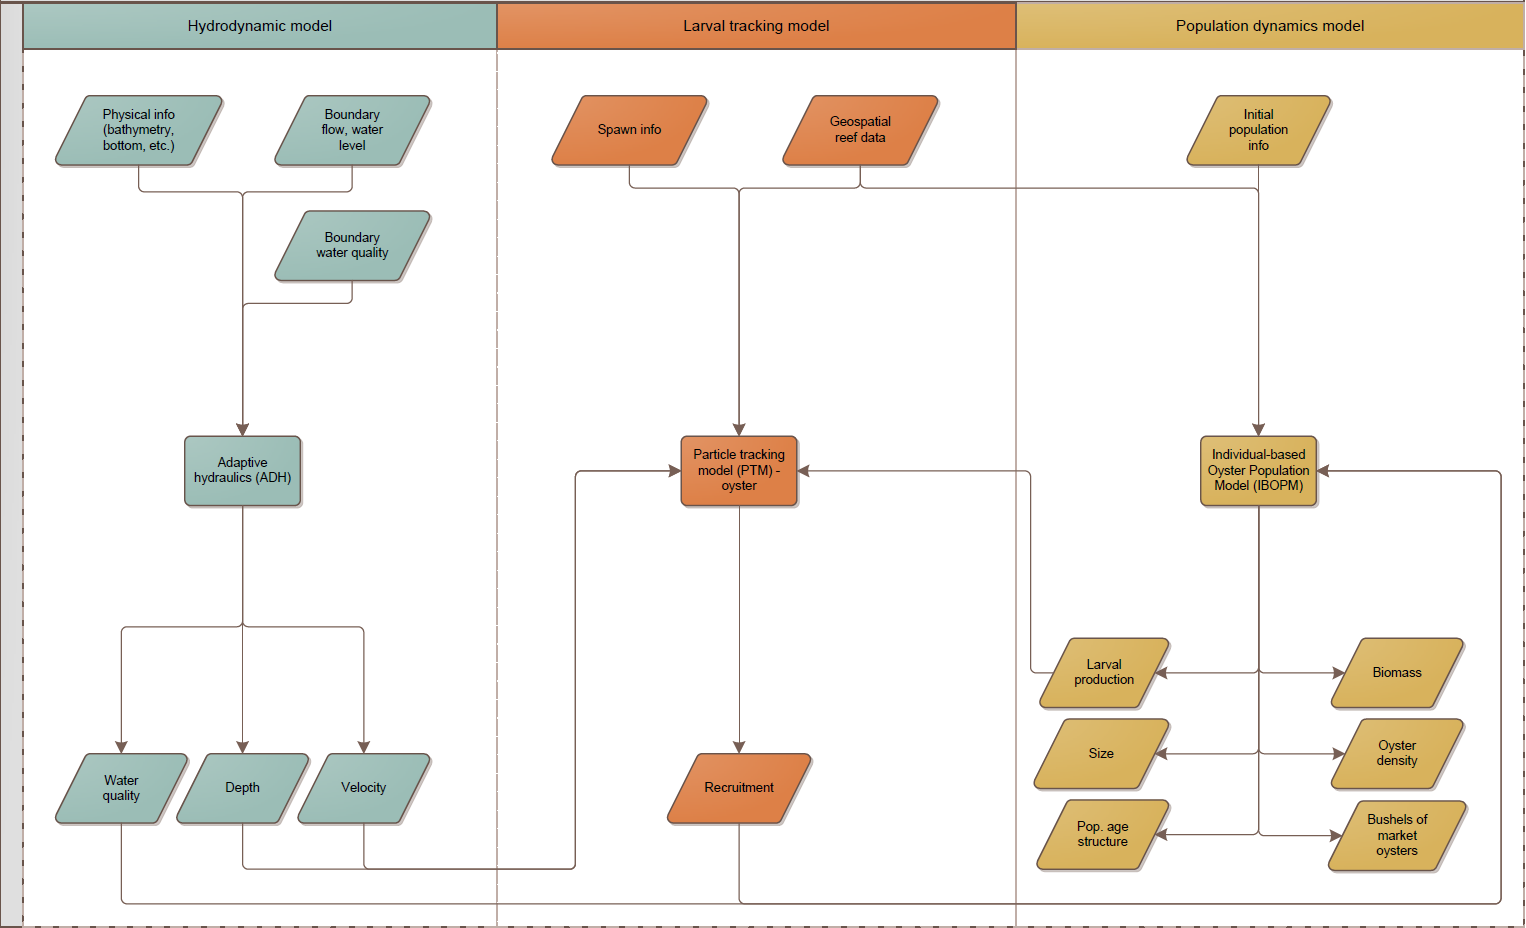 Hydrodynamic model
Larval tracking model
Population dynamics model
Physical info
(bathymetry,
bottom, etc.)
Boundary
flow, water
level
Spawn info
Geospatial
reef data
Initial
population
info
Boundary
water quality
Adaptive
hydraulics (ADH)
Particle tracking
model (PTM) -
oyster
Individual-based
Oyster Population
Model (IBOPM)
Larval
production
Biomass
Size
Oyster
density
Water
quality
Depth
Velocity
Recruitment
Pop. age
structure
Bushels of
market
oysters